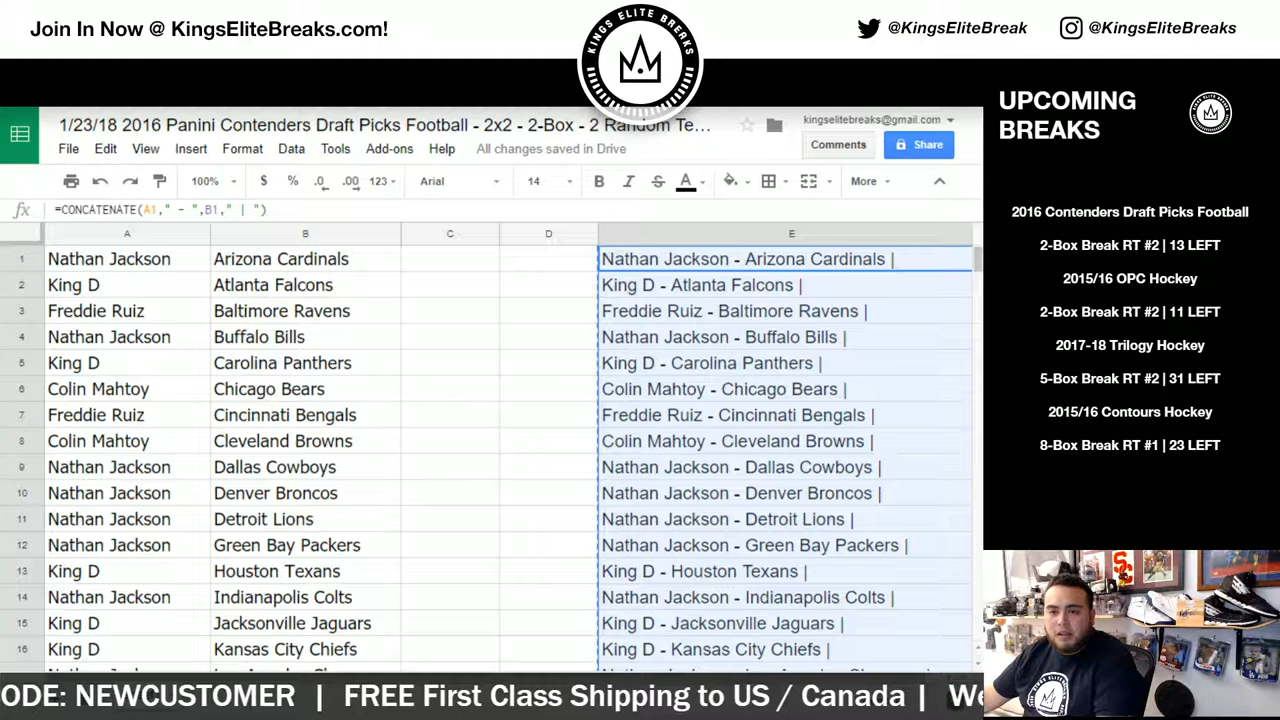 Join In Now @ KingsEliteBreaks.com!
KINGS ELITE BREAKS
@KingsEliteBreak
@KingsEliteBreaks
UPCOMING
BREAKS
2016 Contenders Draft Picks Football
2-Box Break RT #2 | 13 LEFT
2015/16 OPC Hockey
2-Box Break RT #2 | 11 LEFT
2017-18 Trilogy Hockey
5-Box Break RT #2 | 31 LEFT
2015/16 Contours Hockey
8-Box Break RT #1 | 23 LEFT
1/23/18 2016 Panini Contenders Draft Picks Football - 2x2 - 2-Box - 2 Random Te...
kingselitebreaks@gmail.com
File Edit View Insert Format Data Tools Add-ons Help All changes saved in Drive
Comments Share
100% $ % .0 .00 123 Arial 14 B I S A More
fx =CONCATENATE(A1," - ",B1," | ")
A B C D E
1 Nathan Jackson Arizona Cardinals Nathan Jackson - Arizona Cardinals |
2 King D Atlanta Falcons King D - Atlanta Falcons |
3 Freddie Ruiz Baltimore Ravens Freddie Ruiz - Baltimore Ravens |
4 Nathan Jackson Buffalo Bills Nathan Jackson - Buffalo Bills |
5 King D Carolina Panthers King D - Carolina Panthers |
6 Colin Mahtoy Chicago Bears Colin Mahtoy - Chicago Bears |
7 Freddie Ruiz Cincinnati Bengals Freddie Ruiz - Cincinnati Bengals |
8 Colin Mahtoy Cleveland Browns Colin Mahtoy - Cleveland Browns |
9 Nathan Jackson Dallas Cowboys Nathan Jackson - Dallas Cowboys |
10 Nathan Jackson Denver Broncos Nathan Jackson - Denver Broncos |
11 Nathan Jackson Detroit Lions Nathan Jackson - Detroit Lions |
12 Nathan Jackson Green Bay Packers Nathan Jackson - Green Bay Packers |
13 King D Houston Texans King D - Houston Texans |
14 Nathan Jackson Indianapolis Colts Nathan Jackson - Indianapolis Colts |
15 King D Jacksonville Jaguars King D - Jacksonville Jaguars |
16 King D Kansas City Chiefs King D - Kansas City Chiefs |
ODE: NEWCUSTOMER | FREE First Class Shipping to US / Canada | We